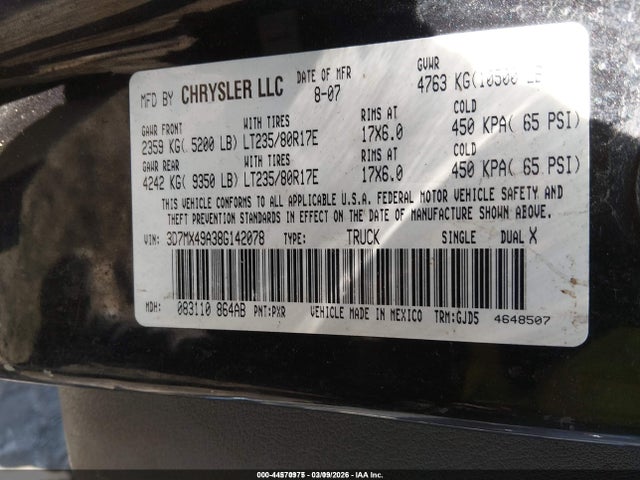 MFD BY CHRYSLER LLC DATE OF MFR 8-07 GVWR 4763 KG(10500 LB
GAWR FRONT WITH TIRES RIMS AT COLD
2359 KG( 5200 LB) LT235/80R17E 17X6.0 450 KPA( 65 PSI)
GAWR REAR WITH TIRES RIMS AT COLD
4242 KG( 9350 LB) LT235/80R17E 17X6.0 450 KPA( 65 PSI)
THIS VEHICLE CONFORMS TO ALL APPLICABLE U.S.A. FEDERAL MOTOR VEHICLE SAFETY AND
THEFT PREVENTION STANDARDS IN EFFECT ON THE DATE OF MANUFACTURE SHOWN ABOVE.
VIN: 3D7MX49A38G142078 TYPE: TRUCK SINGLE DUAL X
MDH: 083110 864AB PNT:PXR VEHICLE MADE IN MEXICO TRM:GJD5 4648507
000-44570975 | 03/09/2026 | IAA Inc.